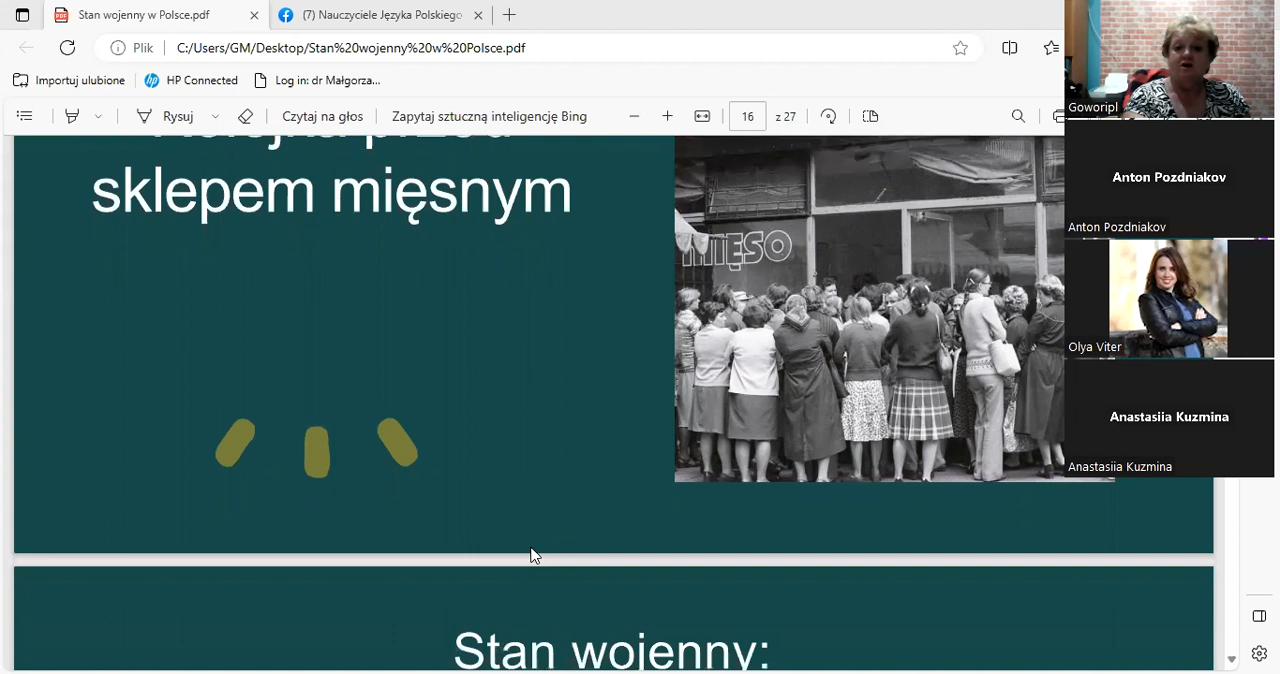 Stan wojenny w Polsce.pdf
(7) Nauczyciele Języka Polskiego
Plik
C:/Users/GM/Desktop/Stan%20wojenny%20w%20Polsce.pdf
Importuj ulubione
HP Connected
Log in: dr Małgorza...
Rysuj
Czytaj na głos
Zapytaj sztuczną inteligencję Bing
16
z 27
sklepem mięsnym
MIĘSO
Stan wojenny:
Goworipl
Anton Pozdniakov
Anton Pozdniakov
Olya Viter
Anastasiia Kuzmina
Anastasiia Kuzmina